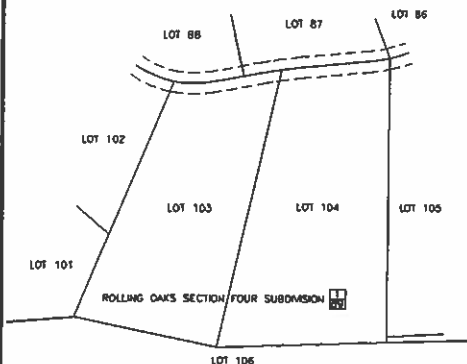 LOT 88
LOT 87
LOT 86
LOT 102
LOT 103
LOT 104
LOT 105
LOT 101
ROLLING OAKS SECTION FOUR SUBDIVISION
LOT 106